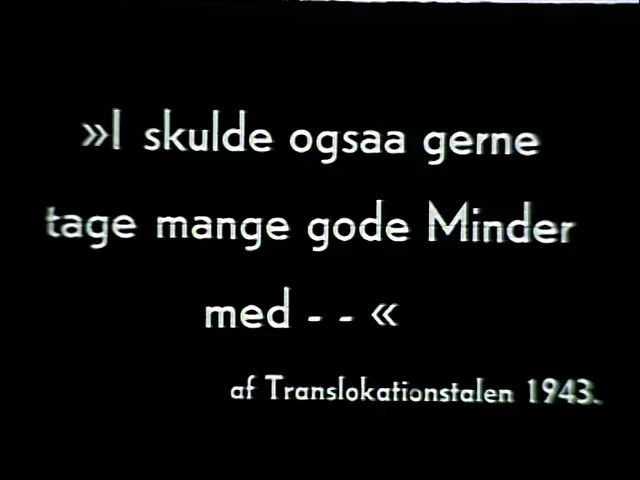 »I skulde ogsaa gerne
tage mange gode Minder
med - - «
af Translokationstalen 1943.